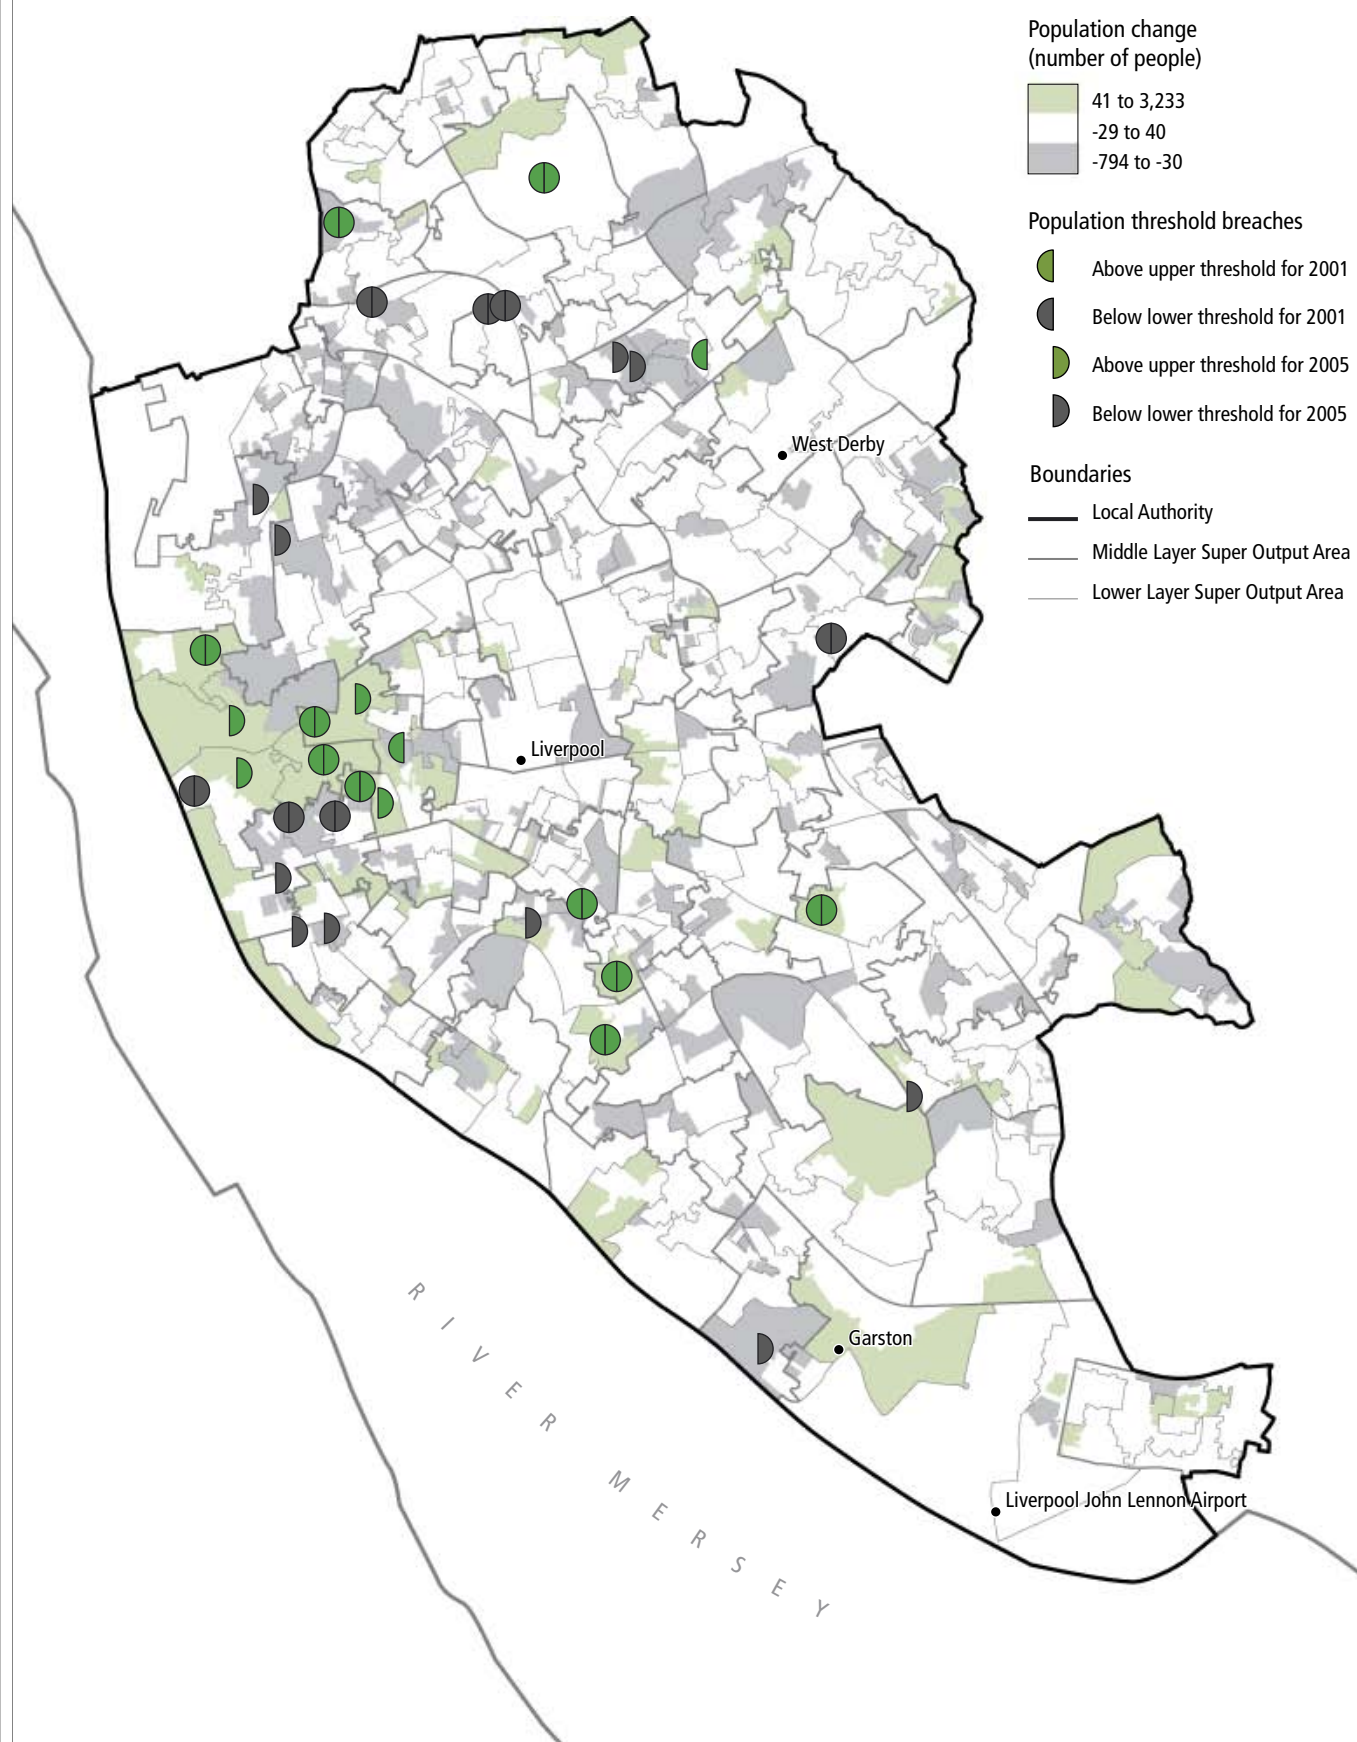 Population change
(number of people)
41 to 3,233
-29 to 40
-794 to -30
Population threshold breaches
Above upper threshold for 2001
Below lower threshold for 2001
Above upper threshold for 2005
Below lower threshold for 2005
Boundaries
Local Authority
Middle Layer Super Output Area
Lower Layer Super Output Area
West Derby
Liverpool
Garston
Liverpool John Lennon Airport
RIVER MERSEY